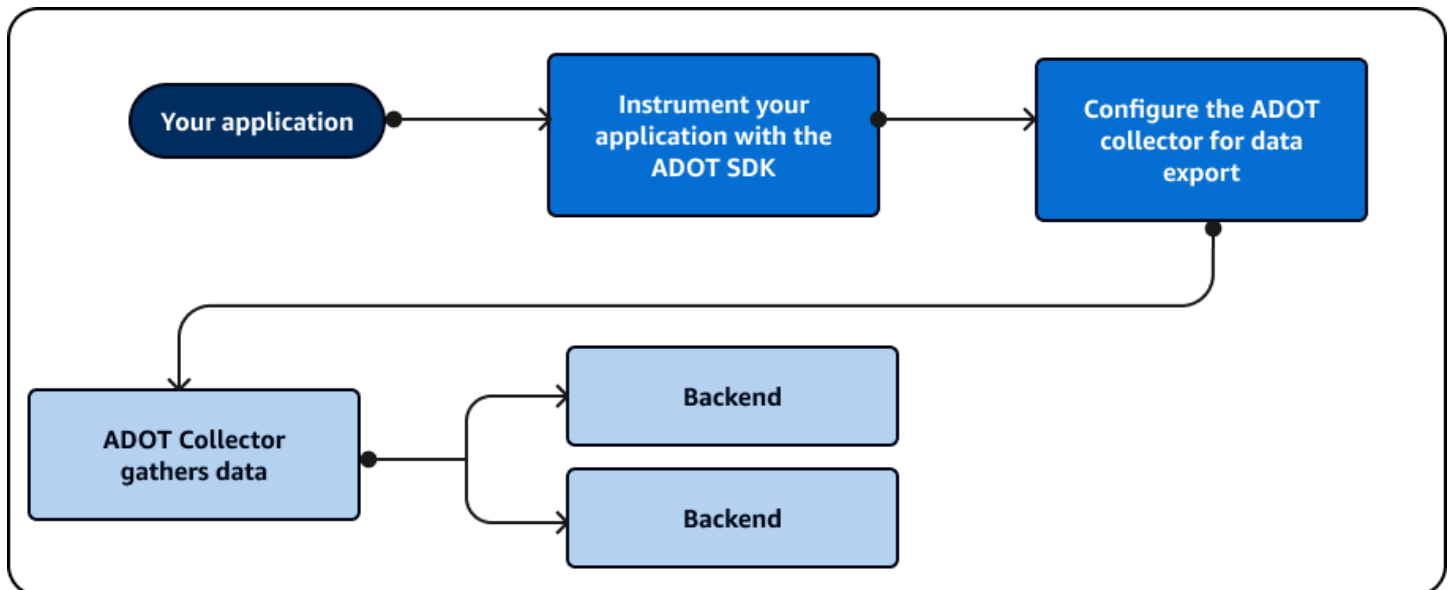 Your application
Instrument your
application with the
ADOT SDK
Configure the ADOT
collector for data
export
ADOT Collector
gathers data
Backend
Backend